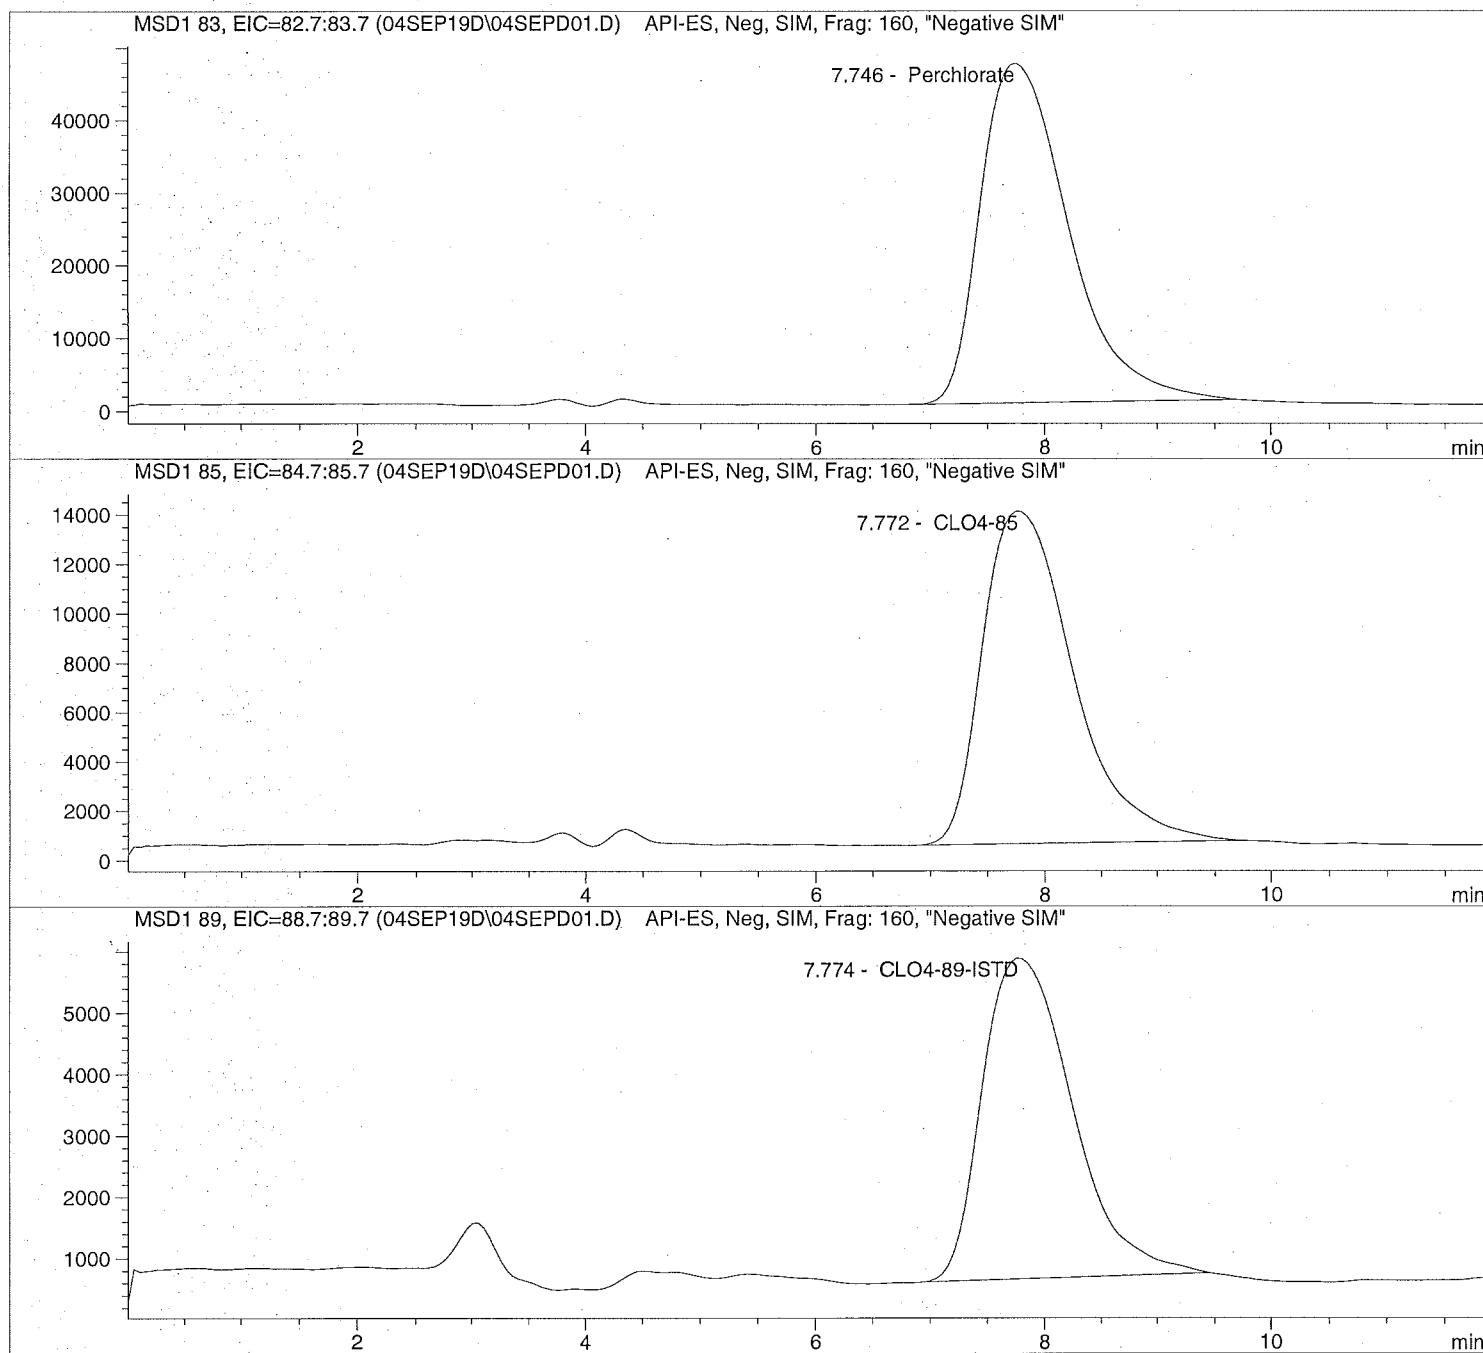 MSD1 83, EIC=82.7:83.7 (04SEP19D\04SEPD01.D) API-ES, Neg, SIM, Frag: 160, "Negative SIM"
7.746 - Perchlorate
40000
30000
20000
10000
0
2 4 6 8 10 min
MSD1 85, EIC=84.7:85.7 (04SEP19D\04SEPD01.D) API-ES, Neg, SIM, Frag: 160, "Negative SIM"
7.772 - CLO4-85
14000
12000
10000
8000
6000
4000
2000
0
2 4 6 8 10 min
MSD1 89, EIC=88.7:89.7 (04SEP19D\04SEPD01.D) API-ES, Neg, SIM, Frag: 160, "Negative SIM"
7.774 - CLO4-89-ISTD
5000
4000
3000
2000
1000
2 4 6 8 10 min